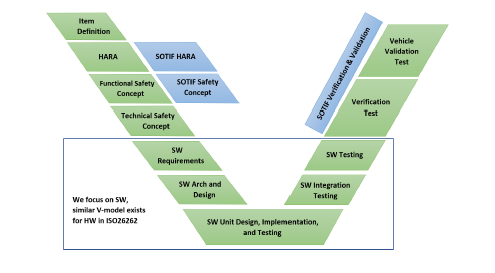 Item
Definition
HARA
SOTIF HARA
Functional Safety
Concept
SOTIF Safety
Concept
Technical Safety
Concept
SW
Requirements
SW Arch and
Design
SW Unit Design, Implementation,
and Testing
SW Integration
Testing
SW Testing
Verification
Test
Vehicle
Validation
Test
SOTIF Verification & Validation
We focus on SW,
similar V-model exists
for HW in ISO26262